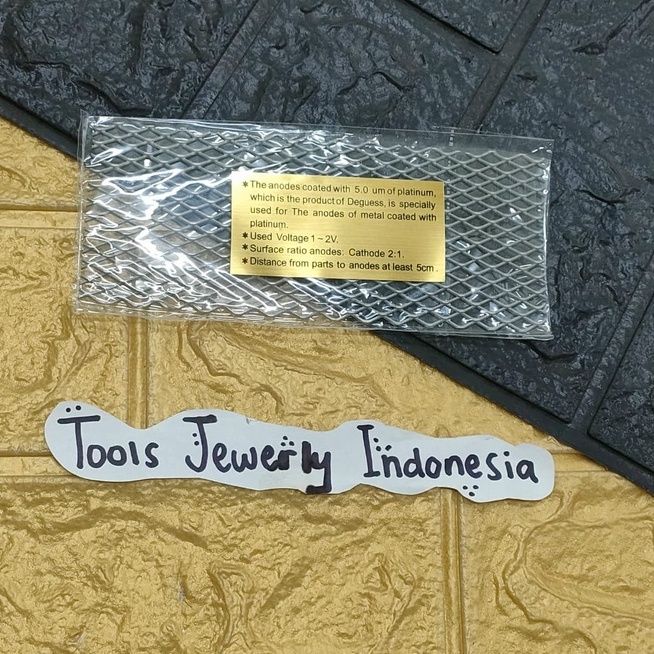 * The anodes coated with 5.0 um of platinum,
which is the product of Deguess, is specially
used for The anodes of metal coated with
platinum.
* Used Voltage 1 ~ 2V.
* Surface ratio anodes: Cathode 2:1.
* Distance from parts to anodes at least 5cm.
Tools Jewerly Indonesia